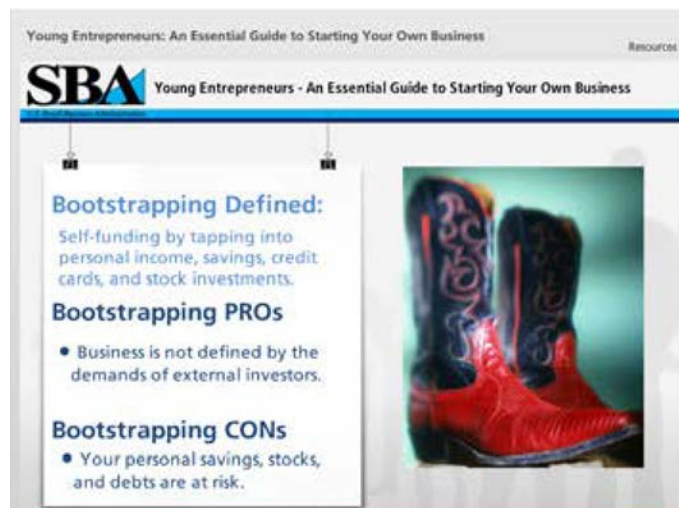 Young Entrepreneurs: An Essential Guide to Starting Your Own Business
Resources
SBA
Young Entrepreneurs - An Essential Guide to Starting Your Own Business
U.S. Small Business Administration
Bootstrapping Defined:
Self-funding by tapping into
personal income, savings, credit
cards, and stock investments.
Bootstrapping PROs
• Business is not defined by the
demands of external investors.
Bootstrapping CONs
• Your personal savings, stocks,
and debts are at risk.